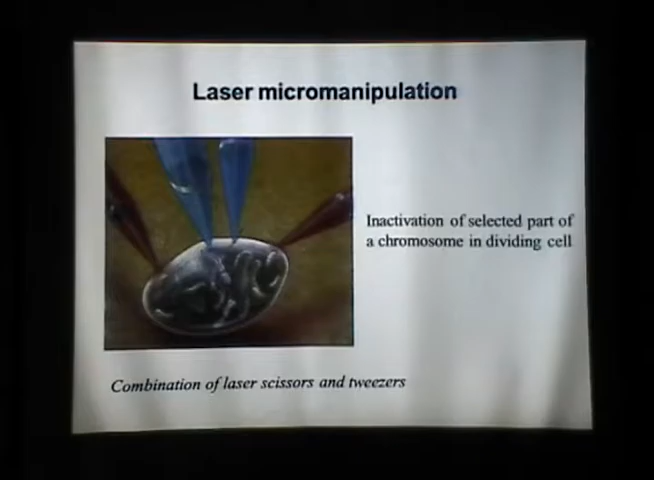 Laser micromanipulation
Inactivation of selected part of
a chromosome in dividing cell
Combination of laser scissors and tweezers